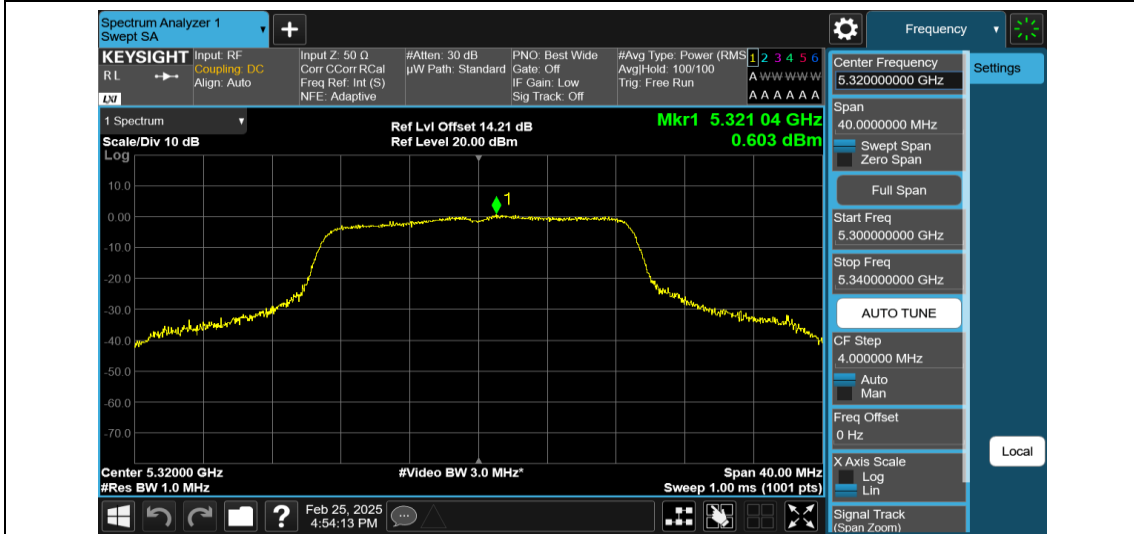 Spectrum Analyzer 1
Swept SA
Frequency
KEYSIGHT
RL
LXI
Input: RF
Coupling: DC
Align: Auto
Input Z: 50 Ω
Corr CCorr RCal
Freq Ref: Int (S)
NFE: Adaptive
#Atten: 30 dB
µW Path: Standard
PNO: Best Wide
Gate: Off
IF Gain: Low
Sig Track: Off
#Avg Type: Power (RMS
Avg|Hold: 100/100
Trig: Free Run
1 2 3 4 5 6
A W W W W W
A A A A A A
1 Spectrum
Scale/Div 10 dB
Ref Lvl Offset 14.21 dB
Ref Level 20.00 dBm
Mkr1 5.321 04 GHz
0.603 dBm
Log
10.0
0.00
-10.0
-20.0
-30.0
-40.0
-50.0
-60.0
-70.0
1
Center 5.32000 GHz
#Res BW 1.0 MHz
#Video BW 3.0 MHz*
Span 40.00 MHz
Sweep 1.00 ms (1001 pts)
Feb 25, 2025
4:54:13 PM
Center Frequency
5.320000000 GHz
Span
40.0000000 MHz
Swept Span
Zero Span
Full Span
Start Freq
5.300000000 GHz
Stop Freq
5.340000000 GHz
AUTO TUNE
CF Step
4.000000 MHz
Auto
Man
Freq Offset
0 Hz
X Axis Scale
Log
Lin
Signal Track
(Span Zoom)
Settings
Local